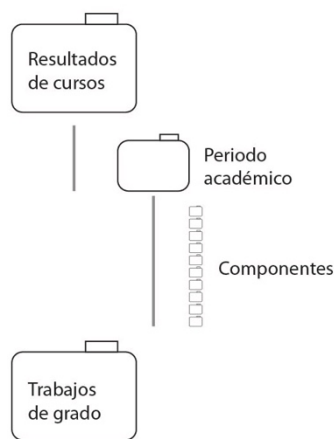 Resultados
de cursos
Periodo
académico
Componentes
Trabajos
de grado